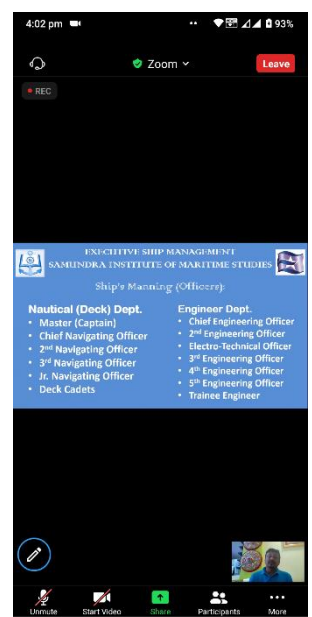 4:02 pm
93%
Zoom
Leave
REC
EXECUTIVE SHIP MANAGEMENT
SAMUNDRA INSTITUTE OF MARITIME STUDIES
Ship's Manning (Officers):
Nautical (Deck) Dept.
• Master (Captain)
• Chief Navigating Officer
• 2nd Navigating Officer
• 3rd Navigating Officer
• Jr. Navigating Officer
• Deck Cadets
Engineer Dept.
• Chief Engineering Officer
• 2nd Engineering Officer
• Electro-Technical Officer
• 3rd Engineering Officer
• 4th Engineering Officer
• 5th Engineering Officer
• Trainee Engineer
Unmute Start Video Share Participants More